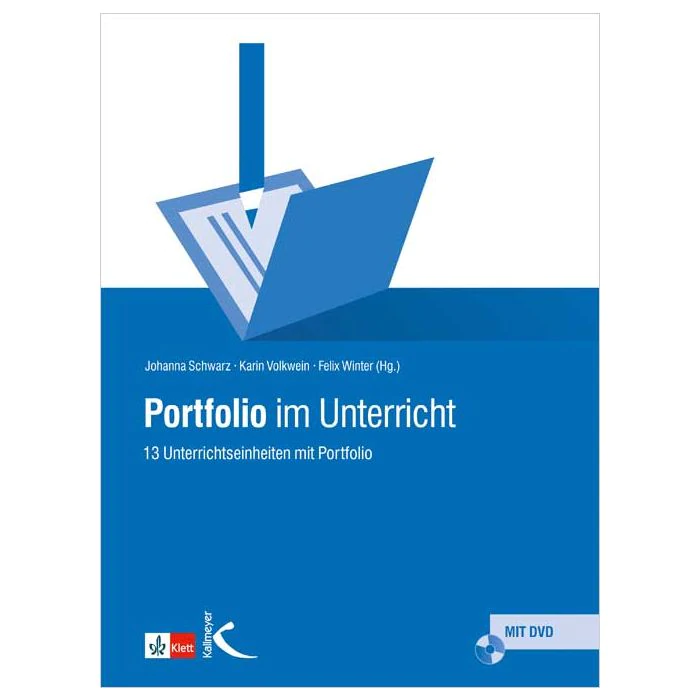 Johanna Schwarz · Karin Volkwein · Felix Winter (Hg.)
Portfolio im Unterricht
13 Unterrichtseinheiten mit Portfolio
MIT DVD
Klett
Kallmeyer